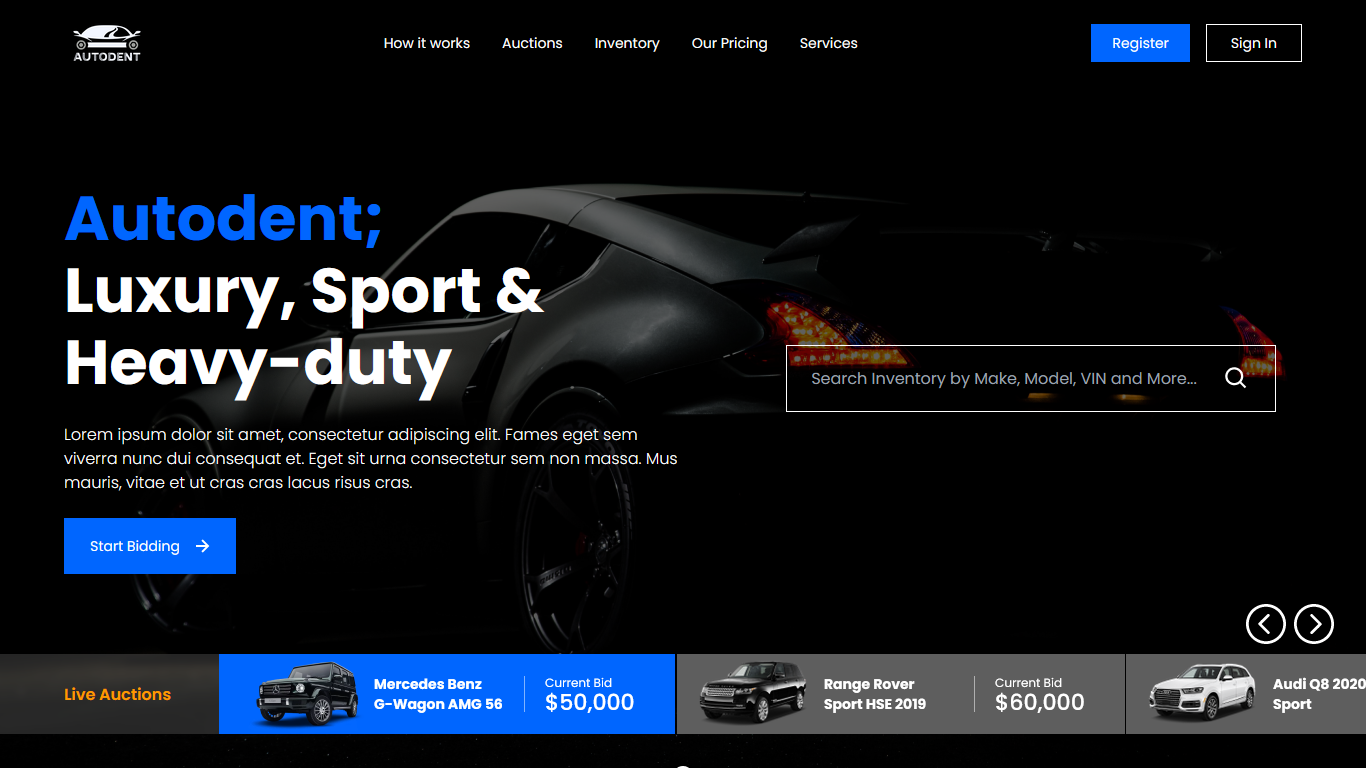 AUTODENT
How it works
Auctions
Inventory
Our Pricing
Services
Register
Sign In
Autodent;
Luxury, Sport &
Heavy-duty
Lorem ipsum dolor sit amet, consectetur adipiscing elit. Fames eget sem
viverra nunc dui consequat et. Eget sit urna consectetur sem non massa. Mus
mauris, vitae et ut cras cras lacus risus cras.
Start Bidding
Search Inventory by Make, Model, VIN and More...
Live Auctions
Mercedes Benz
G-Wagon AMG 56
Current Bid
$50,000
Range Rover
Sport HSE 2019
Current Bid
$60,000
Audi Q8 2020
Sport